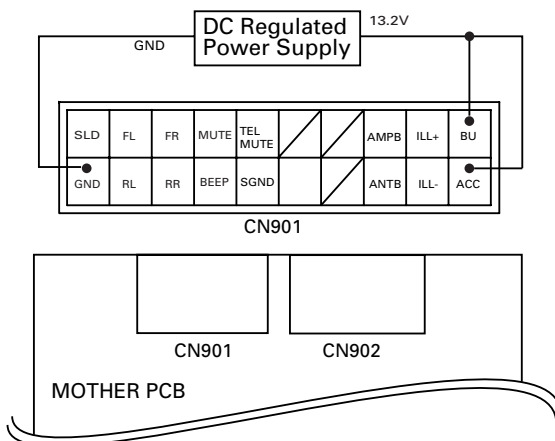 DC Regulated
Power Supply
GND
13.2V
SLD FL FR MUTE TEL MUTE AMPB ILL+ BU
GND RL RR BEEP SGND ANTB ILL- ACC
CN901
CN901 CN902
MOTHER PCB